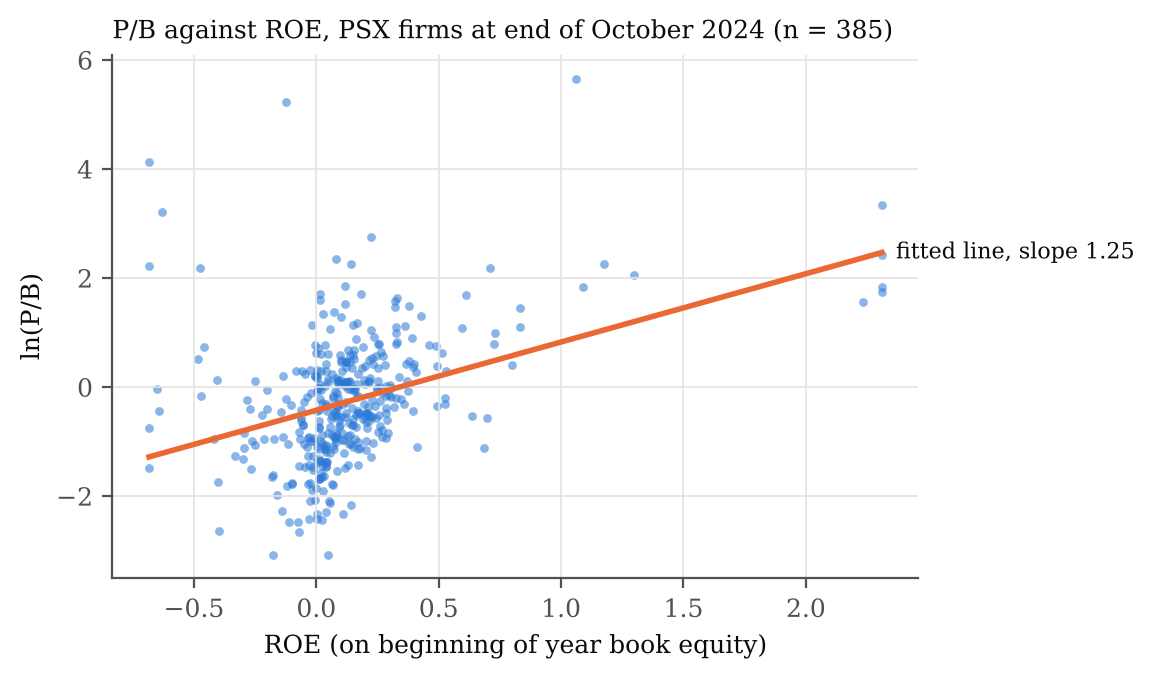 P/B against ROE, PSX firms at end of October 2024 (n = 385)
6
4
2
0
−2
ln(P/B)
fitted line, slope 1.25
−0.5 0.0 0.5 1.0 1.5 2.0
ROE (on beginning of year book equity)